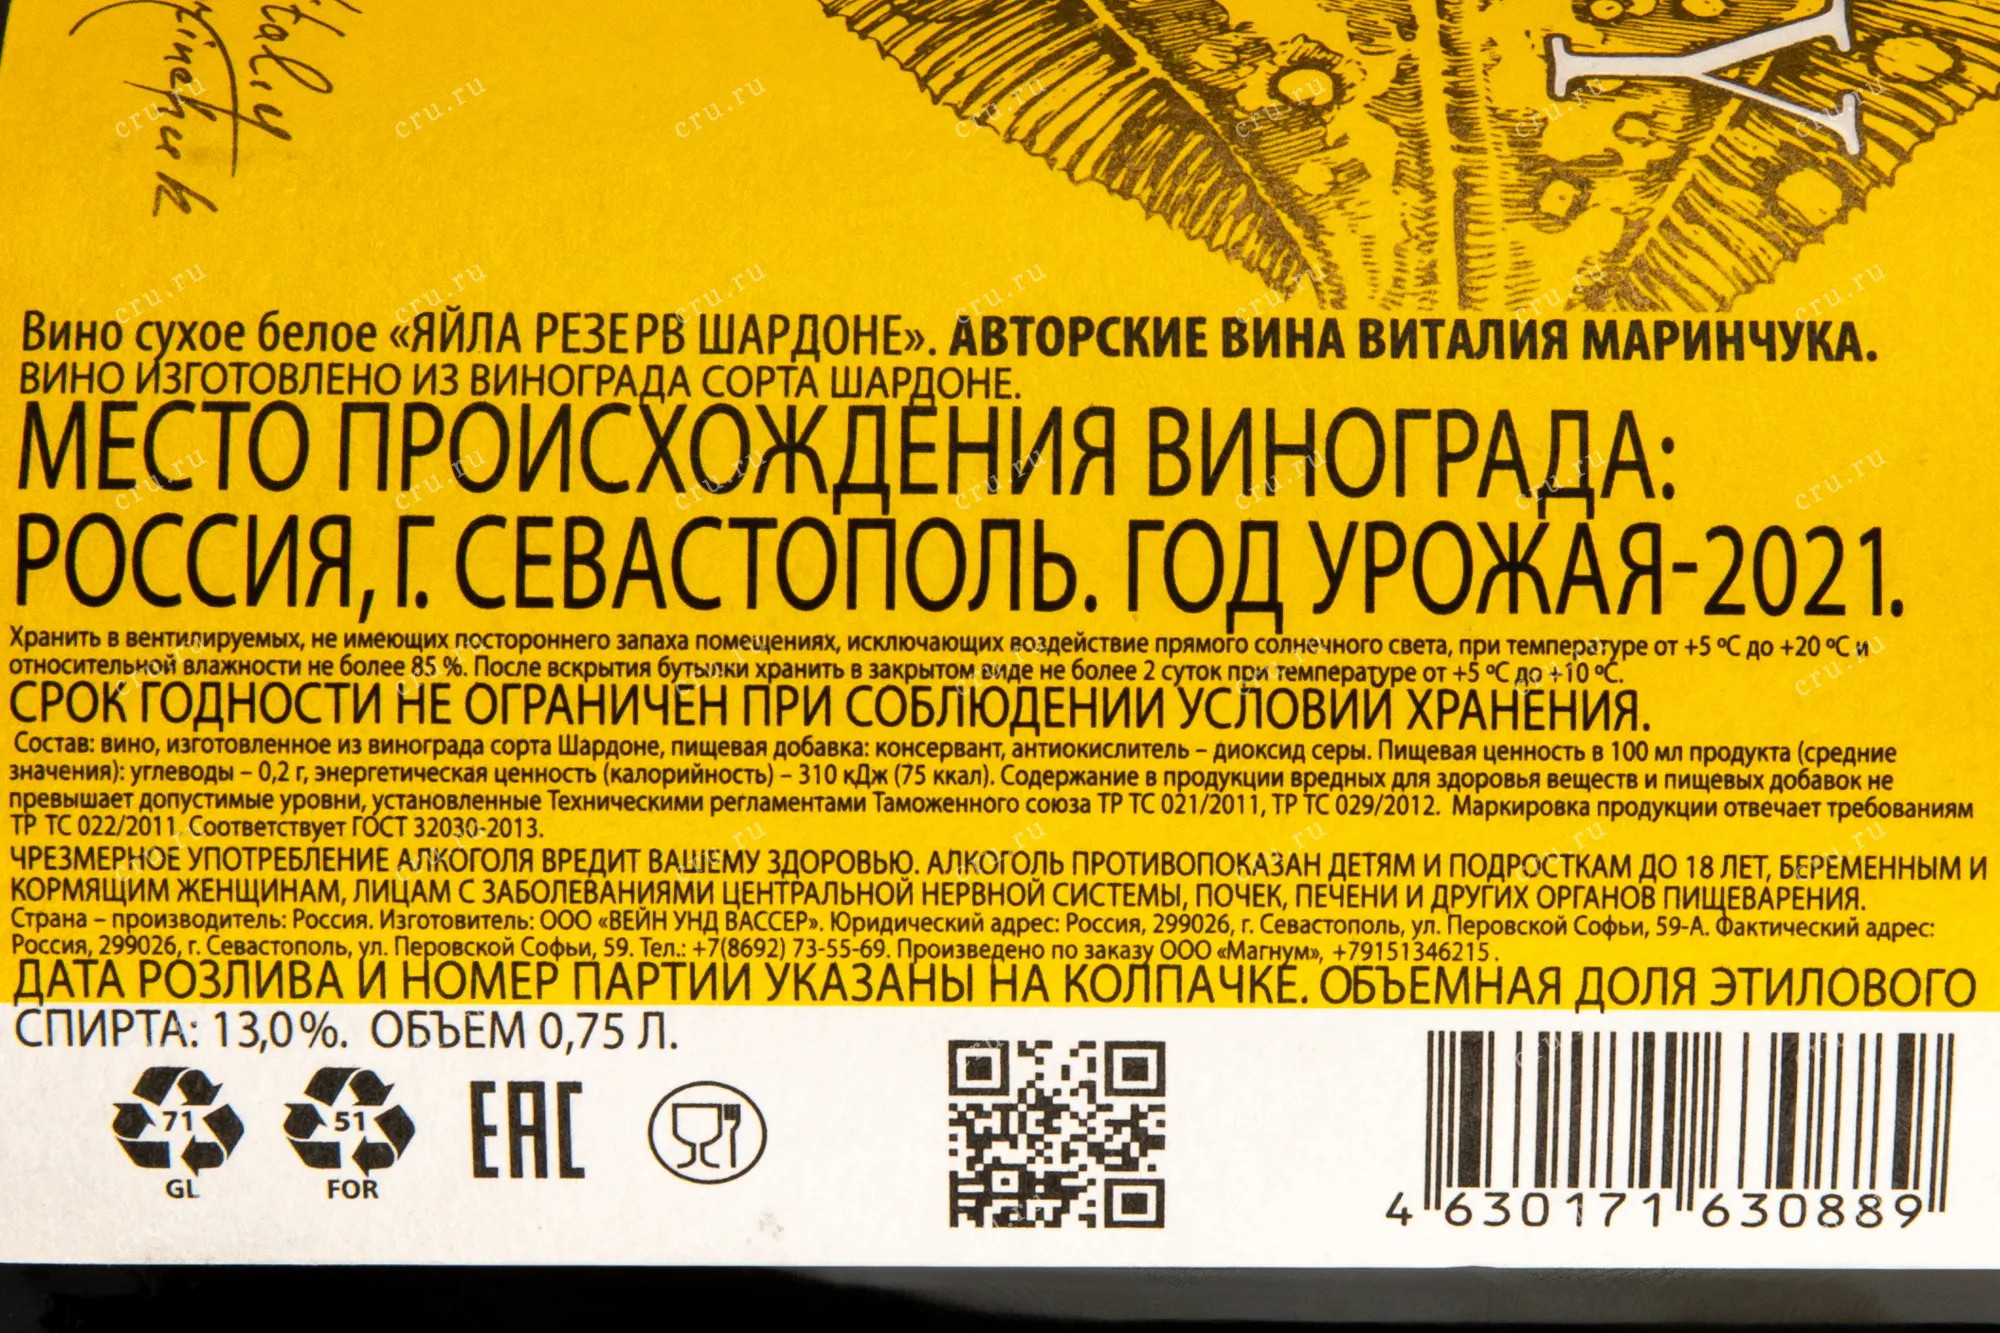 Vitaliy
Marinchuk
Y
Вино сухое белое «ЯЙЛА РЕЗЕРВ ШАРДОНЕ». АВТОРСКИЕ ВИНА ВИТАЛИЯ МАРИНЧУКА.
ВИНО ИЗГОТОВЛЕНО ИЗ ВИНОГРАДА СОРТА ШАРДОНЕ.
МЕСТО ПРОИСХОЖДЕНИЯ ВИНОГРАДА:
РОССИЯ, Г. СЕВАСТОПОЛЬ. ГОД УРОЖАЯ-2021.
Хранить в вентилируемых, не имеющих постороннего запаха помещениях, исключающих воздействие прямого солнечного света, при температуре от +5 ºС до +20 ºС и
относительной влажности не более 85 %. После вскрытия бутылки хранить в закрытом виде не более 2 суток при температуре от +5 ºС до +10 ºС.
СРОК ГОДНОСТИ НЕ ОГРАНИЧЕН ПРИ СОБЛЮДЕНИИ УСЛОВИЙ ХРАНЕНИЯ.
Состав: вино, изготовленное из винограда сорта Шардоне, пищевая добавка: консервант, антиокислитель – диоксид серы. Пищевая ценность в 100 мл продукта (средние
значения): углеводы – 0,2 г, энергетическая ценность (калорийность) – 310 кДж (75 ккал). Содержание в продукции вредных для здоровья веществ и пищевых добавок не
превышает допустимые уровни, установленные Техническими регламентами Таможенного союза ТР ТС 021/2011, ТР ТС 029/2012. Маркировка продукции отвечает требованиям
ТР ТС 022/2011. Соответствует ГОСТ 32030-2013.
ЧРЕЗМЕРНОЕ УПОТРЕБЛЕНИЕ АЛКОГОЛЯ ВРЕДИТ ВАШЕМУ ЗДОРОВЬЮ. АЛКОГОЛЬ ПРОТИВОПОКАЗАН ДЕТЯМ И ПОДРОСТКАМ ДО 18 ЛЕТ, БЕРЕМЕННЫМ И
КОРМЯЩИМ ЖЕНЩИНАМ, ЛИЦАМ С ЗАБОЛЕВАНИЯМИ ЦЕНТРАЛЬНОЙ НЕРВНОЙ СИСТЕМЫ, ПОЧЕК, ПЕЧЕНИ И ДРУГИХ ОРГАНОВ ПИЩЕВАРЕНИЯ.
Страна – производитель: Россия. Изготовитель: ООО «ВЕЙН УНД ВАССЕР». Юридический адрес: Россия, 299026, г. Севастополь, ул. Перовской Софьи, 59-А. Фактический адрес:
Россия, 299026, г. Севастополь, ул. Перовской Софьи, 59. Тел.: +7(8692) 73-55-69. Произведено по заказу ООО «Магнум», +79151346215.
ДАТА РОЗЛИВА И НОМЕР ПАРТИИ УКАЗАНЫ НА КОЛПАЧКЕ. ОБЪЕМНАЯ ДОЛЯ ЭТИЛОВОГО
СПИРТА: 13,0%. ОБЪЕМ 0,75 Л.
71
GL
51
FOR
ЕАС
4 630171 630889
cru.ru